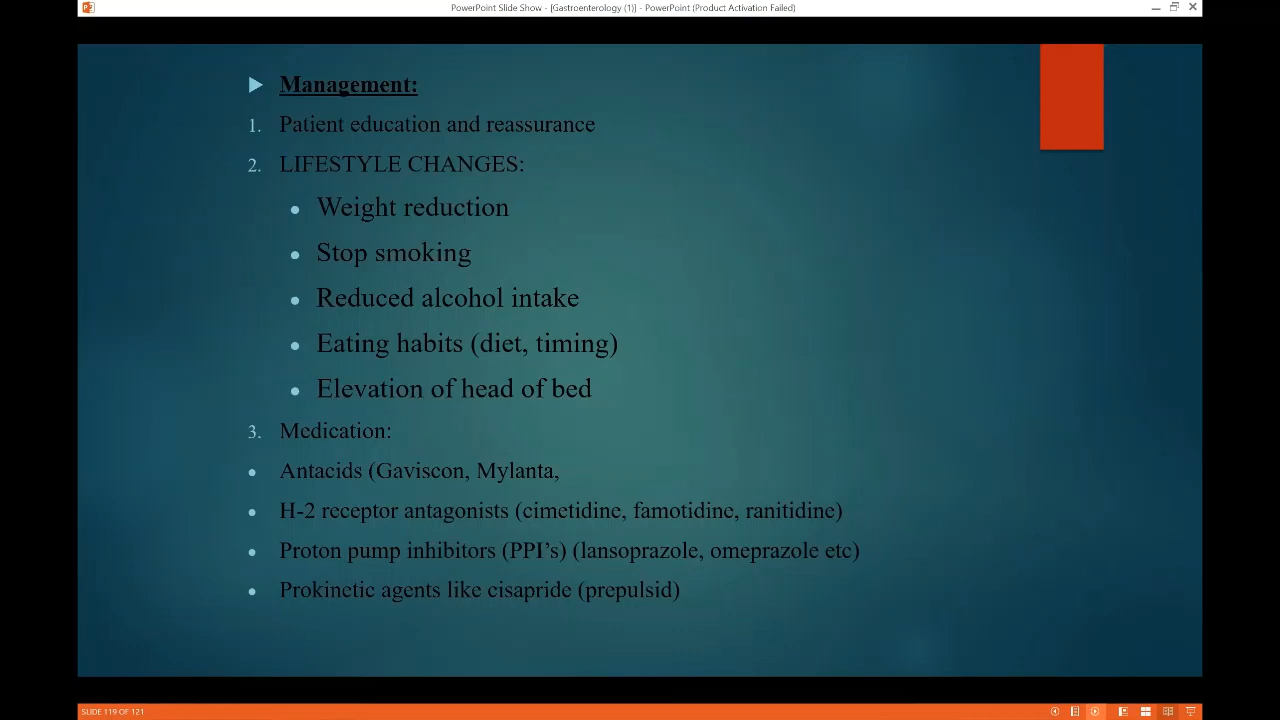 PowerPoint Slide Show - [Gastroenterology (1)] - PowerPoint (Product Activation Failed)
Management:
1. Patient education and reassurance
2. LIFESTYLE CHANGES:
• Weight reduction
• Stop smoking
• Reduced alcohol intake
• Eating habits (diet, timing)
• Elevation of head of bed
3. Medication:
• Antacids (Gaviscon, Mylanta,
• H-2 receptor antagonists (cimetidine, famotidine, ranitidine)
• Proton pump inhibitors (PPI's) (lansoprazole, omeprazole etc)
• Prokinetic agents like cisapride (prepulsid)
SLIDE 119 OF 121